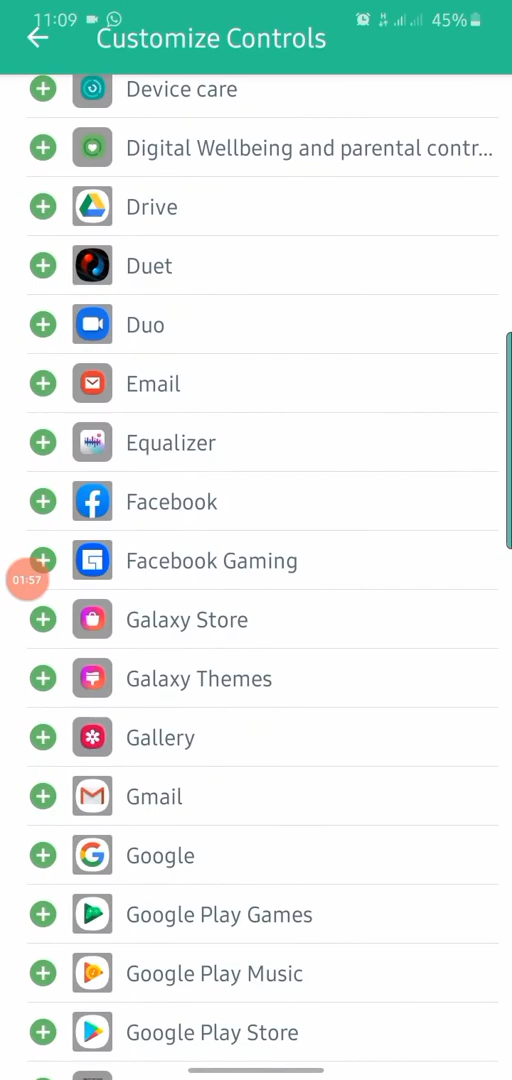 11:09
45%
Customize Controls
Device care
Digital Wellbeing and parental contr...
Drive
Duet
Duo
Email
Equalizer
Facebook
Facebook Gaming
01:57
Galaxy Store
Galaxy Themes
Gallery
Gmail
Google
Google Play Games
Google Play Music
Google Play Store